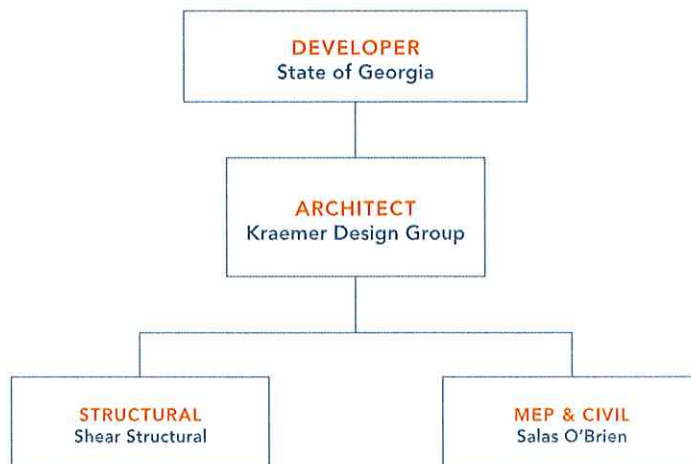 DEVELOPER
State of Georgia
ARCHITECT
Kraemer Design Group
STRUCTURAL
Shear Structural
MEP & CIVIL
Salas O'Brien